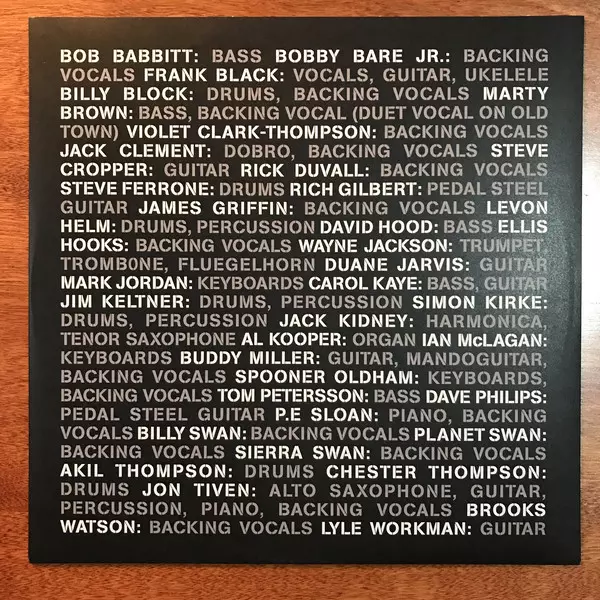 BOB BABBITT: BASS BOBBY BARE JR.: BACKING
VOCALS FRANK BLACK: VOCALS, GUITAR, UKELELE
BILLY BLOCK: DRUMS, BACKING VOCALS MARTY
BROWN: BASS, BACKING VOCAL (DUET VOCAL ON OLD
TOWN) VIOLET CLARK-THOMPSON: BACKING VOCALS
JACK CLEMENT: DOBRO, BACKING VOCALS STEVE
CROPPER: GUITAR RICK DUVALL: BACKING VOCALS
STEVE FERRONE: DRUMS RICH GILBERT: PEDAL STEEL
GUITAR JAMES GRIFFIN: BACKING VOCALS LEVON
HELM: DRUMS, PERCUSSION DAVID HOOD: BASS ELLIS
HOOKS: BACKING VOCALS WAYNE JACKSON: TRUMPET,
TROMB0NE, FLUEGELHORN DUANE JARVIS: GUITAR
MARK JORDAN: KEYBOARDS CAROL KAYE: BASS, GUITAR
JIM KELTNER: DRUMS, PERCUSSION SIMON KIRKE:
DRUMS, PERCUSSION JACK KIDNEY: HARMONICA,
TENOR SAXOPHONE AL KOOPER: ORGAN IAN McLAGAN:
KEYBOARDS BUDDY MILLER: GUITAR, MANDOGUITAR,
BACKING VOCALS SPOONER OLDHAM: KEYBOARDS,
BACKING VOCALS TOM PETERSSON: BASS DAVE PHILIPS:
PEDAL STEEL GUITAR P.E SLOAN: PIANO, BACKING
VOCALS BILLY SWAN: BACKING VOCALS PLANET SWAN:
BACKING VOCALS SIERRA SWAN: BACKING VOCALS
AKIL THOMPSON: DRUMS CHESTER THOMPSON:
DRUMS JON TIVEN: ALTO SAXOPHONE, GUITAR,
PERCUSSION, PIANO, BACKING VOCALS BROOKS
WATSON: BACKING VOCALS LYLE WORKMAN: GUITAR